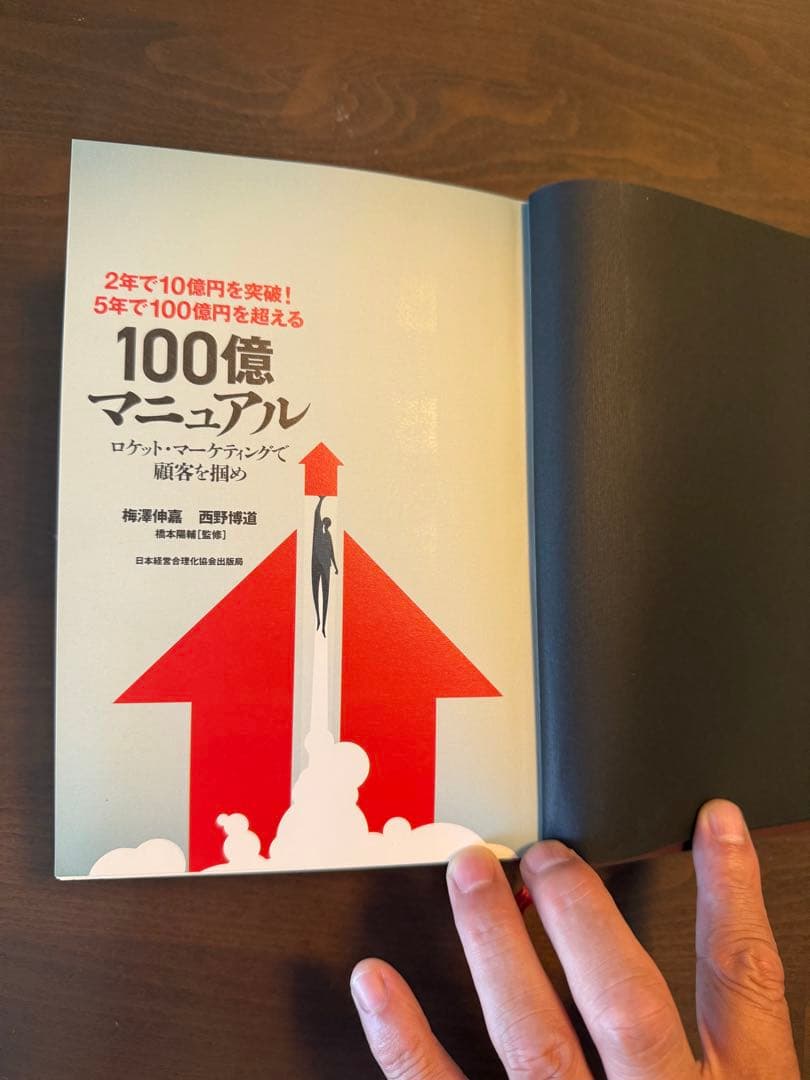 2年で10億円を突破!
5年で100億円を超える
100億
マニュアル
ロケット・マーケティングで
顧客を掴め
梅澤伸嘉 西野博道
橋本陽輔[監修]
日本経営合理化協会出版局